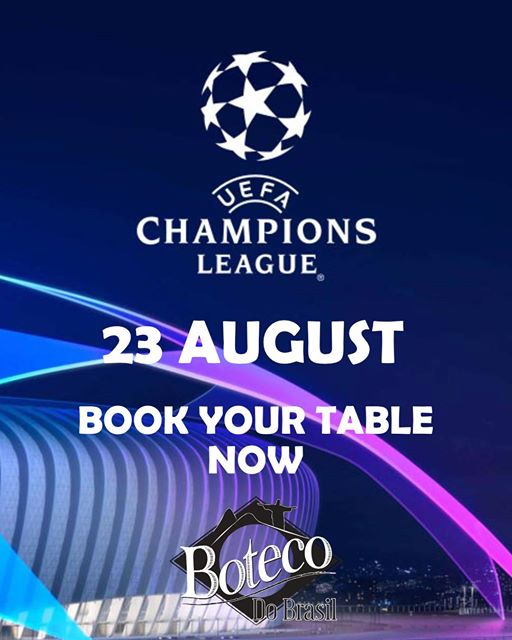 UEFA
CHAMPIONS
LEAGUE®
23 AUGUST
BOOK YOUR TABLE
NOW
Boteco
Do Brasil